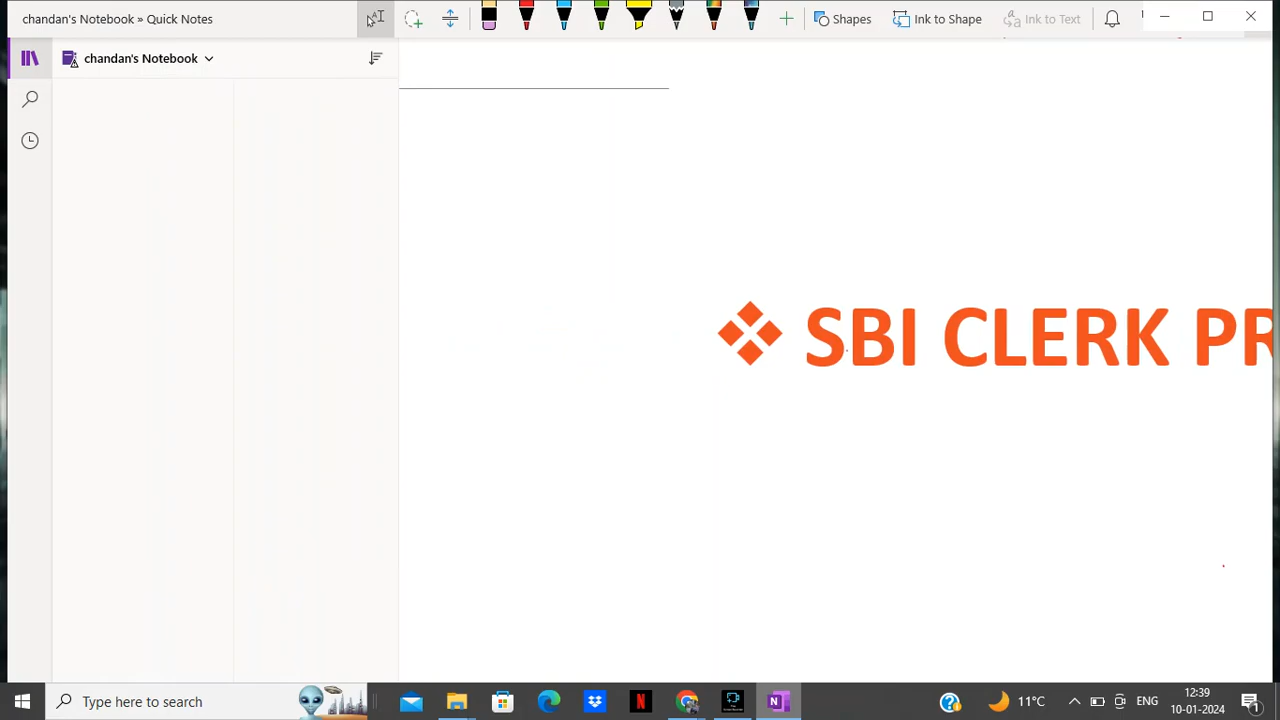 chandan's Notebook » Quick Notes
Shapes
Ink to Shape
Ink to Text
chandan's Notebook
❖ SBI CLERK PR
Type here to search
11°C
ENG
12:39
10-01-2024
1